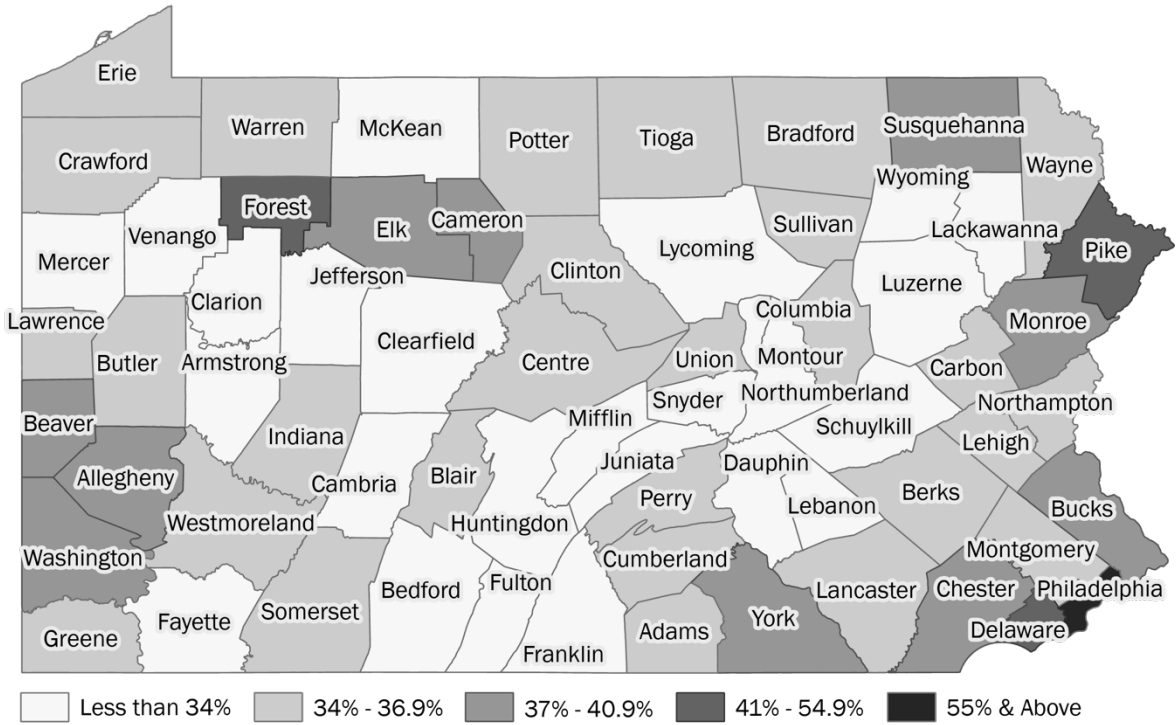 Erie
Warren
McKean
Potter
Tioga
Bradford
Susquehanna
Crawford
Wayne
Wyoming
Forest
Cameron
Elk
Sullivan
Lackawanna
Venango
Lycoming
Pike
Mercer
Jefferson
Clinton
Luzerne
Clarion
Columbia
Lawrence
Monroe
Clearfield
Montour
Butler
Armstrong
Centre
Union
Carbon
Northumberland
Snyder
Northampton
Mifflin
Beaver
Schuylkill
Indiana
Lehigh
Juniata
Dauphin
Allegheny
Blair
Cambria
Perry
Berks
Lebanon
Bucks
Westmoreland
Huntingdon
Montgomery
Washington
Cumberland
Fulton
Bedford
Lancaster
Chester
Philadelphia
Somerset
Fayette
York
Greene
Adams
Delaware
Franklin
Less than 34%
34% - 36.9%
37% - 40.9%
41% - 54.9%
55% & Above